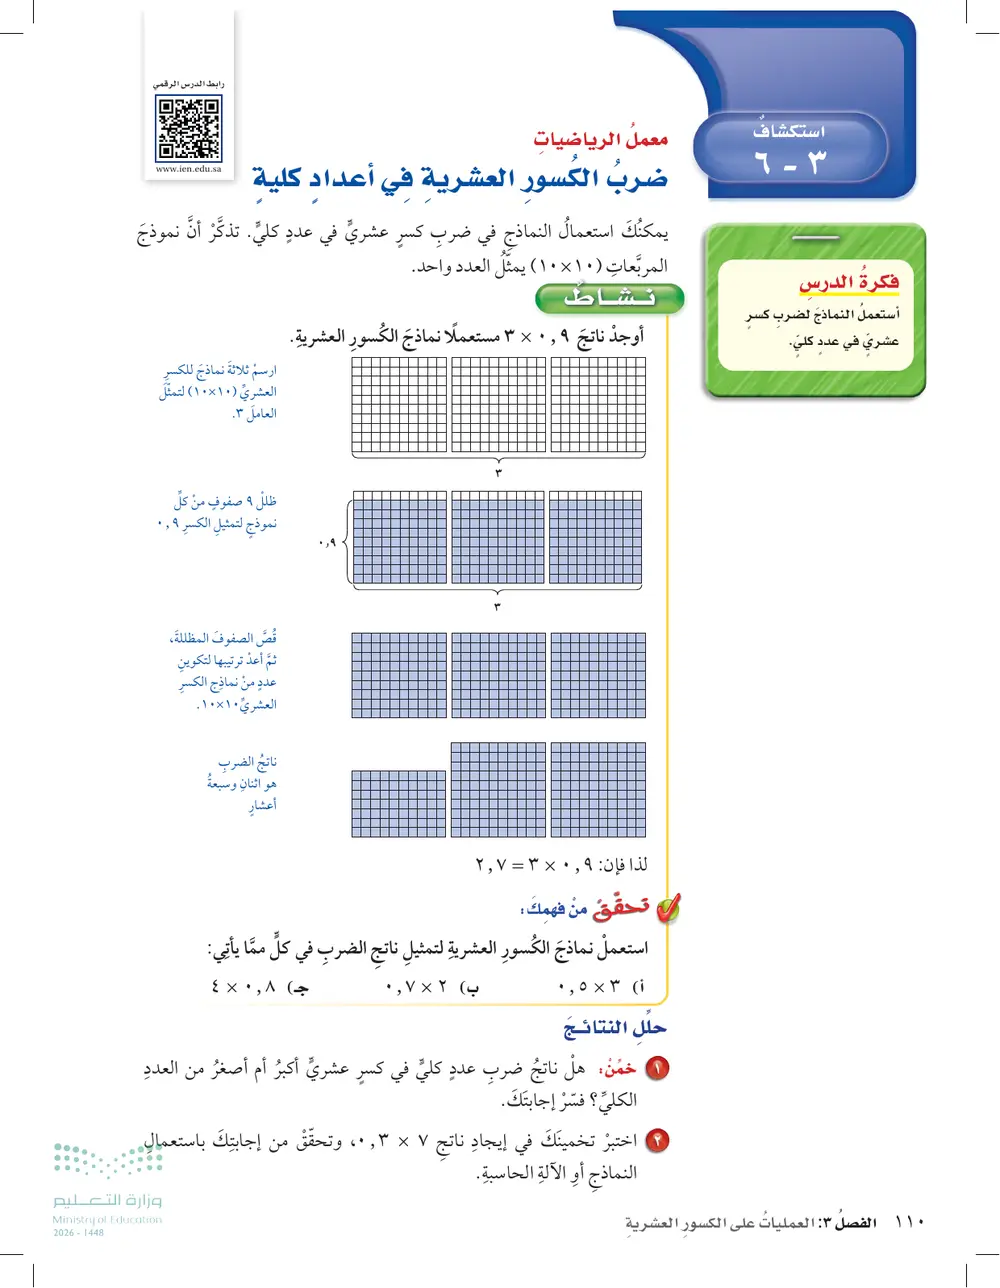 رابط الدرس الرقمي
www.ien.edu.sa
استكشافٌ
٣ - ٦
معملُ الرياضياتِ
ضربُ الكُسورِ العشريةِ فِي أعدادٍ كليةٍ
يمكنُكَ استعمالُ النماذجِ في ضربِ كسرٍ عشريٍّ في عددٍ كليٍّ. تذكَّرْ أنَّ نموذجَ
المربَّعاتِ (١٠×١٠) يمثّلُ العدد واحد.
فكرةُ الدرسِ
أستعملُ النماذجَ لضربِ كسرٍ
عشريّ في عددٍ كليّ.
نشاطٌ
أوجدْ ناتجَ ٠,٩ × ٣ مستعملًا نماذجَ الكُسورِ العشريةِ.
ارسمْ ثلاثةَ نماذجَ للكسرِ
العشريِّ (١٠×١٠) لتمثّلَ
العاملَ ٣.
٣
ظللْ ٩ صفوفٍ منْ كلِّ
نموذجٍ لتمثيلِ الكسرِ ٠,٩
٠,٩
٣
قُصَّ الصفوفَ المظللةَ،
ثمَّ أعدْ ترتيبها لتكوينِ
عددٍ منْ نماذجِ الكسرِ
العشريِّ ١٠×١٠.
ناتجُ الضربِ
هو اثنانِ وسبعةُ
أعشارٍ
لذا فإن: ٠,٩ × ٣ = ٢,٧
تحقّقْ منْ فهمِكَ:
استعملْ نماذجَ الكُسورِ العشريةِ لتمثيلِ ناتجِ الضربِ في كلٍّ ممَّا يأتِي:
أ) ٣ × ٠,٥ ب) ٢ × ٠,٧ جـ) ٠,٨ × ٤
حلِّلِ النتائجَ
١ خمِّنْ: هلْ ناتجُ ضربِ عددٍ كليٍّ في كسرٍ عشريٍّ أكبرُ أم أصغرُ من العددِ
الكليِّ؟ فسّرْ إجابتَكَ.
٢ اختبرْ تخمينَكَ في إيجادِ ناتجِ ٧ × ٠,٣، وتحقّقْ من إجابتِكَ باستعمالِ
النماذجِ أوِ الآلةِ الحاسبةِ.
وزارة التعليم
Ministry of Education
2026 - 1448
١١٠ الفصلُ ٣: العملياتُ على الكسورِ العشريةِ